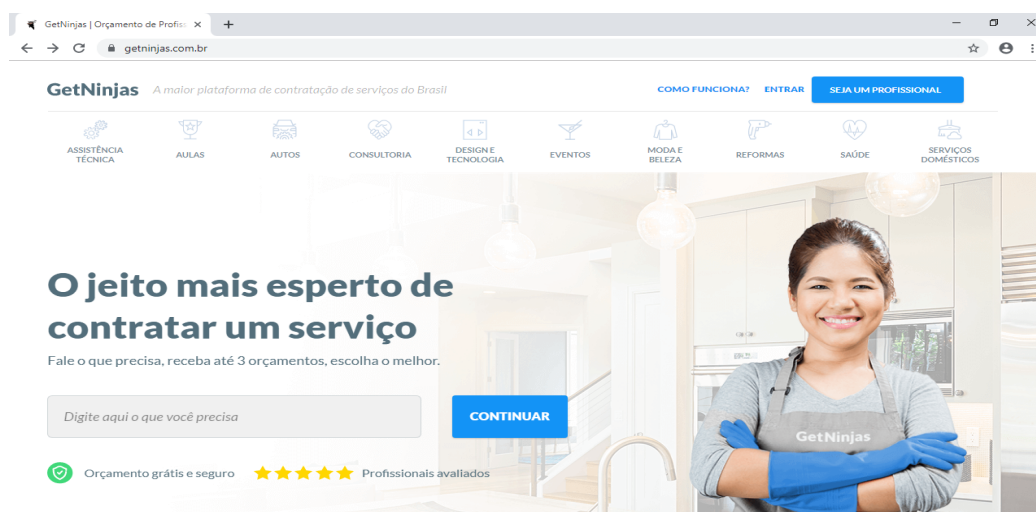 GetNinjas | Orçamento de Profis
getninjas.com.br
GetNinjas A maior plataforma de contratação de serviços do Brasil COMO FUNCIONA? ENTRAR SEJA UM PROFISSIONAL
ASSISTÊNCIA
TÉCNICA
AULAS
AUTOS
CONSULTORIA
DESIGN E
TECNOLOGIA
EVENTOS
MODA E
BELEZA
REFORMAS
SAÚDE
SERVIÇOS
DOMÉSTICOS
O jeito mais esperto de
contratar um serviço
Fale o que precisa, receba até 3 orçamentos, escolha o melhor.
Digite aqui o que você precisa CONTINUAR
GetNinjas
Orçamento grátis e seguro Profissionais avaliados